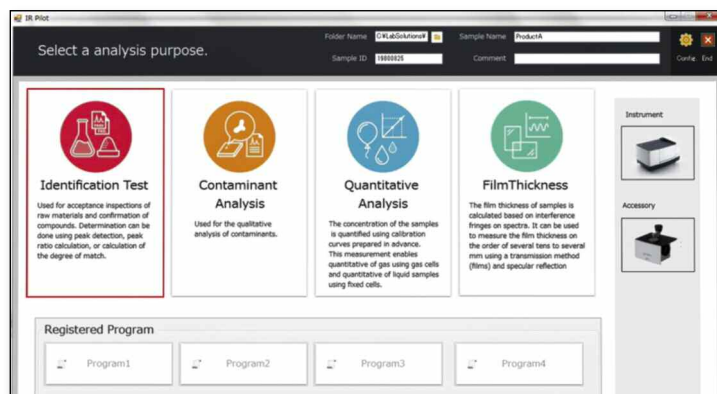 IR Pilot
Select a analysis purpose.
Folder Name C¥LabSolutions¥ Sample Name ProductA
Sample ID 19000825 Comment
Config End
Identification Test
Used for acceptance inspections of
raw materials and confirmation of
compounds. Determination can be
done using peak detection, peak
ratio calculation, or calculation of
the degree of match.
Contaminant
Analysis
Used for the qualitative
analysis of contaminants.
Quantitative
Analysis
The concentration of the samples
is quantified using calibration
curves prepared in advance.
This measurement enables
quantitative of gas using gas cells
and quantitative of liquid samples
using fixed cells.
FilmThickness
The film thickness of samples is
calculated based on interference
fringes on spectra. It can be used
to measure the film thickness on
the order of several tens to several
mm using a transmission method
(films) and specular reflection
Instrument
Accessory
Registered Program
Program1
Program2
Program3
Program4